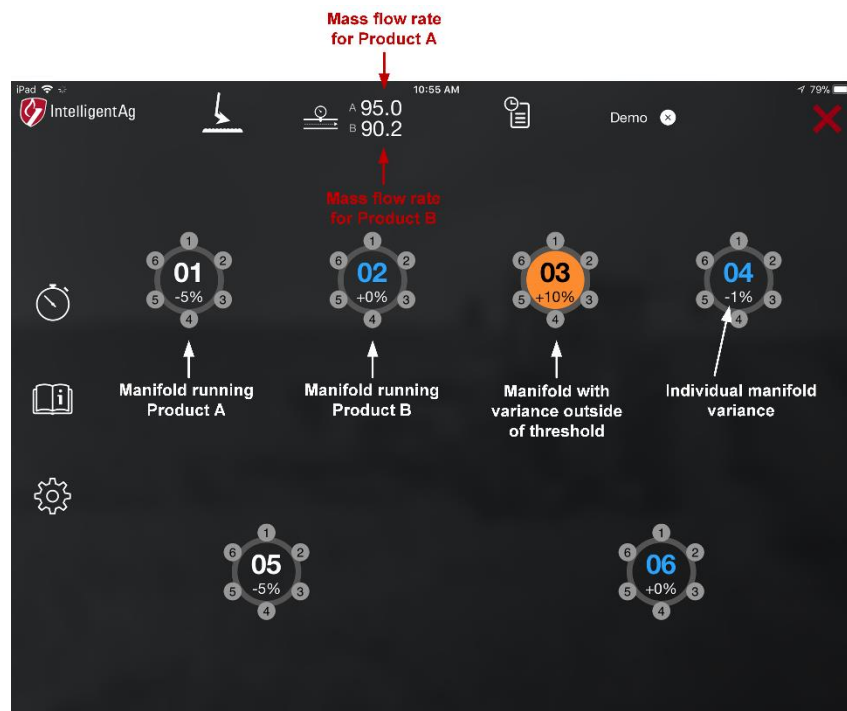 Mass flow rate
for Product A
iPad
10:55 AM
79%
IntelligentAg
A 95.0
B 90.2
Demo
Mass flow rate
for Product B
1
6 2
01
-5%
5 3
4
1
6 2
02
+0%
5 3
4
1
6 2
03
+10%
5 3
4
1
6 2
04
-1%
5 3
4
Manifold running
Product A
Manifold running
Product B
Manifold with
variance outside
of threshold
Individual manifold
variance
i
1
6 2
05
-5%
5 3
4
1
6 2
06
+0%
5 3
4